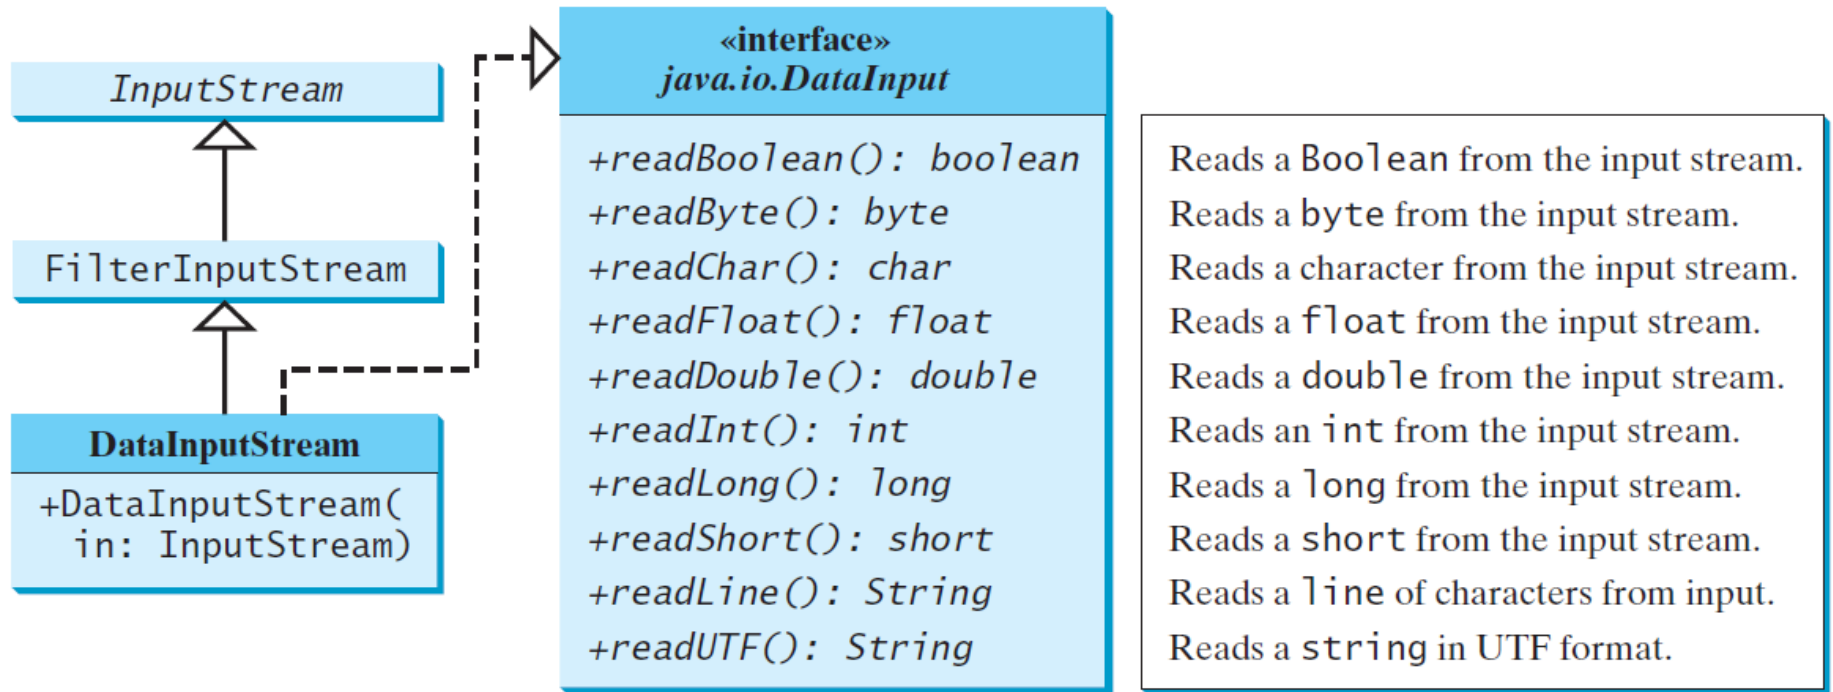 InputStream
FilterInputStream
DataInputStream
+DataInputStream(
in: InputStream)
«interface»
java.io.DataInput
+readBoolean(): boolean
+readByte(): byte
+readChar(): char
+readFloat(): float
+readDouble(): double
+readInt(): int
+readLong(): long
+readShort(): short
+readLine(): String
+readUTF(): String
Reads a Boolean from the input stream.
Reads a byte from the input stream.
Reads a character from the input stream.
Reads a float from the input stream.
Reads a double from the input stream.
Reads an int from the input stream.
Reads a long from the input stream.
Reads a short from the input stream.
Reads a line of characters from input.
Reads a string in UTF format.